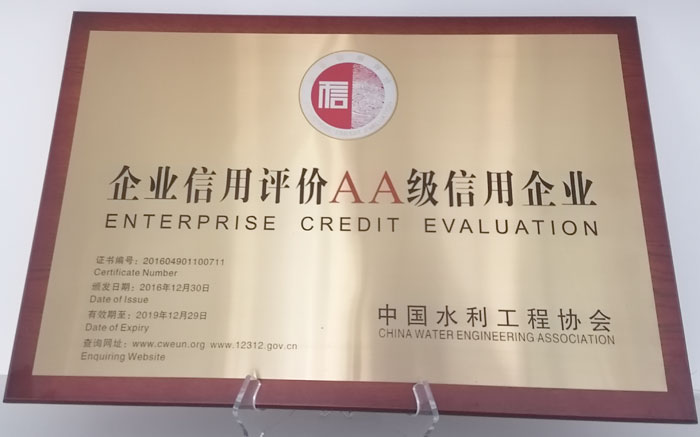 信
企业信用评价AA级信用企业
ENTERPRISE CREDIT EVALUATION
证书编号：201604901100711
Certificate Number
颁发日期：2016年12月30日
Date of Issue
有效期至：2019年12月29日
Date of Expiry
查询网址：www.cweun.org www.12312.gov.cn
Enquiring Website
中国水利工程协会
CHINA WATER ENGINEERING ASSOCIATION